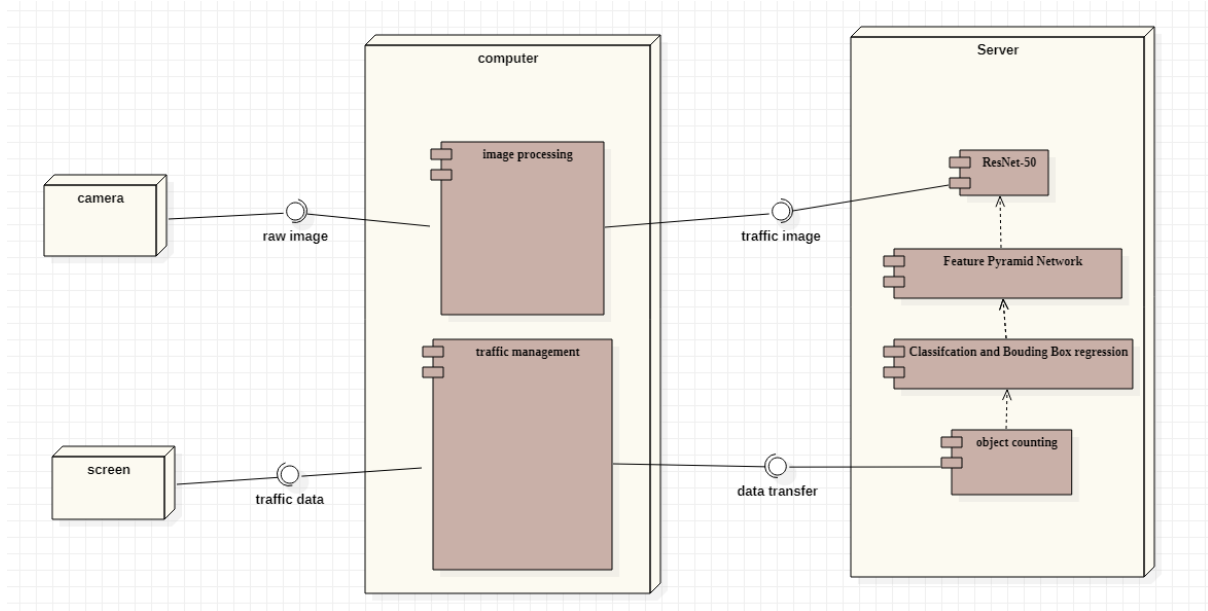 computer
Server
image processing
ResNet-50
camera
raw image
traffic image
Feature Pyramid Network
traffic management
Classifcation and Bouding Box regression
object counting
screen
traffic data
data transfer